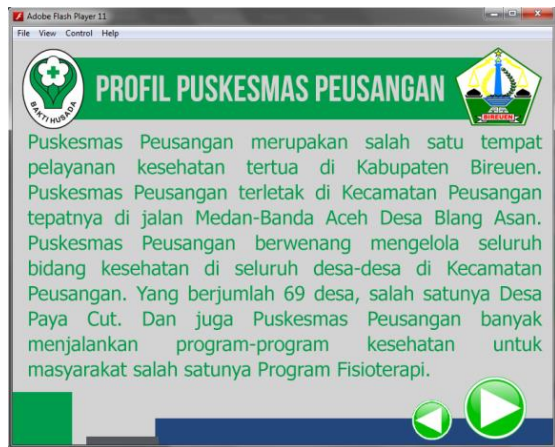 Adobe Flash Player 11
File View Control Help
BAKTI HUSADA
PROFIL PUSKESMAS PEUSANGAN
BIREUEN
Puskesmas Peusangan merupakan salah satu tempat
pelayanan kesehatan tertua di Kabupaten Bireuen.
Puskesmas Peusangan terletak di Kecamatan Peusangan
tepatnya di jalan Medan-Banda Aceh Desa Blang Asan.
Puskesmas Peusangan berwenang mengelola seluruh
bidang kesehatan di seluruh desa-desa di Kecamatan
Peusangan. Yang berjumlah 69 desa, salah satunya Desa
Paya Cut. Dan juga Puskesmas Peusangan banyak
menjalankan program-program kesehatan untuk
masyarakat salah satunya Program Fisioterapi.